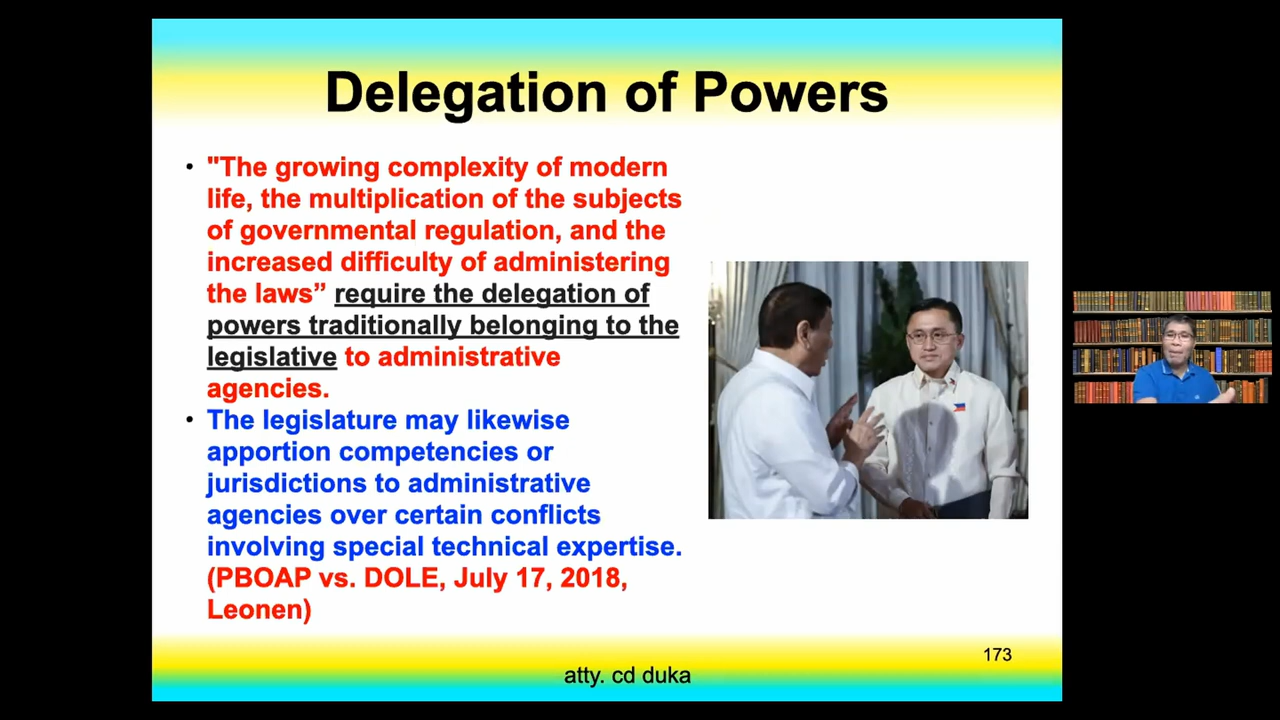 Delegation of Powers
• "The growing complexity of modern
life, the multiplication of the subjects
of governmental regulation, and the
increased difficulty of administering
the laws” require the delegation of
powers traditionally belonging to the
legislative to administrative
agencies.
• The legislature may likewise
apportion competencies or
jurisdictions to administrative
agencies over certain conflicts
involving special technical expertise.
(PBOAP vs. DOLE, July 17, 2018,
Leonen)
173
atty. cd duka